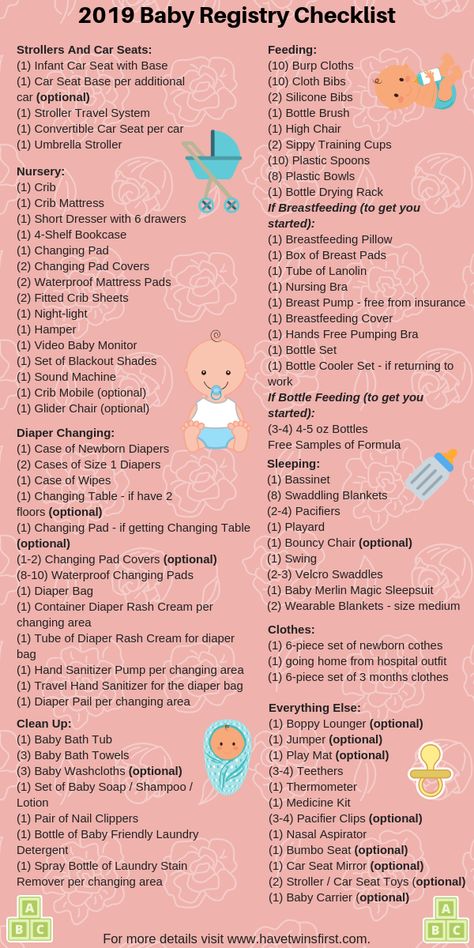 2019 Baby Registry Checklist
Strollers And Car Seats:
(1) Infant Car Seat with Base
(1) Car Seat Base per additional
car (optional)
(1) Stroller Travel System
(1) Convertible Car Seat per car
(1) Umbrella Stroller
Nursery:
(1) Crib
(1) Crib Mattress
(1) Short Dresser with 6 drawers
(1) 4-Shelf Bookcase
(1) Changing Pad
(2) Changing Pad Covers
(2) Waterproof Mattress Pads
(2) Fitted Crib Sheets
(1) Night-light
(1) Hamper
(1) Video Baby Monitor
(1) Set of Blackout Shades
(1) Sound Machine
(1) Crib Mobile (optional)
(1) Glider Chair (optional)
Diaper Changing:
(1) Case of Newborn Diapers
(2) Cases of Size 1 Diapers
(1) Case of Wipes
(1) Changing Table - if have 2
floors (optional)
(1) Changing Pad - if getting Changing Table
(optional)
(1-2) Changing Pad Covers (optional)
(8-10) Waterproof Changing Pads
(1) Diaper Bag
(1) Container Diaper Rash Cream per
changing area
(1) Tube of Diaper Rash Cream for diaper
bag
(1) Hand Sanitizer Pump per changing area
(1) Travel Hand Sanitizer for the diaper bag
(1) Diaper Pail per changing area
Clean Up:
(1) Baby Bath Tub
(3) Baby Bath Towels
(3) Baby Washcloths (optional)
(1) Set of Baby Soap / Shampoo /
Lotion
(1) Pair of Nail Clippers
(1) Bottle of Baby Friendly Laundry
Detergent
(1) Spray Bottle of Laundry Stain
Remover per changing area
Feeding:
(10) Burp Cloths
(10) Cloth Bibs
(2) Silicone Bibs
(1) Bottle Brush
(1) High Chair
(2) Sippy Training Cups
(10) Plastic Spoons
(8) Plastic Bowls
(1) Bottle Drying Rack
If Breastfeeding (to get you
started):
(1) Breastfeeding Pillow
(1) Box of Breast Pads
(1) Tube of Lanolin
(1) Nursing Bra
(1) Breast Pump - free from insurance
(1) Breastfeeding Cover
(1) Hands Free Pumping Bra
(1) Bottle Set
(1) Bottle Cooler Set - if returning to
work
If Bottle Feeding (to get you
started):
(3-4) 4-5 oz Bottles
Free Samples of Formula
Sleeping:
(1) Bassinet
(8) Swaddling Blankets
(2-4) Pacifiers
(1) Playard
(1) Bouncy Chair (optional)
(1) Swing
(2-3) Velcro Swaddles
(1) Baby Merlin Magic Sleepsuit
(2) Wearable Blankets - size medium
Clothes:
(1) 6-piece set of newborn cothes
(1) going home from hospital outfit
(1) 6-piece set of 3 months clothes
Everything Else:
(1) Boppy Lounger (optional)
(1) Jumper (optional)
(1) Play Mat (optional)
(3-4) Teethers
(1) Thermometer
(1) Medicine Kit
(3-4) Pacifier Clips (optional)
(1) Nasal Aspirator
(1) Bumbo Seat (optional)
(1) Car Seat Mirror (optional)
(2) Stroller / Car Seat Toys (optional)
(1) Baby Carrier (optional)
A
B C
A
B C
For more details visit www.havetwinsfirst.com.